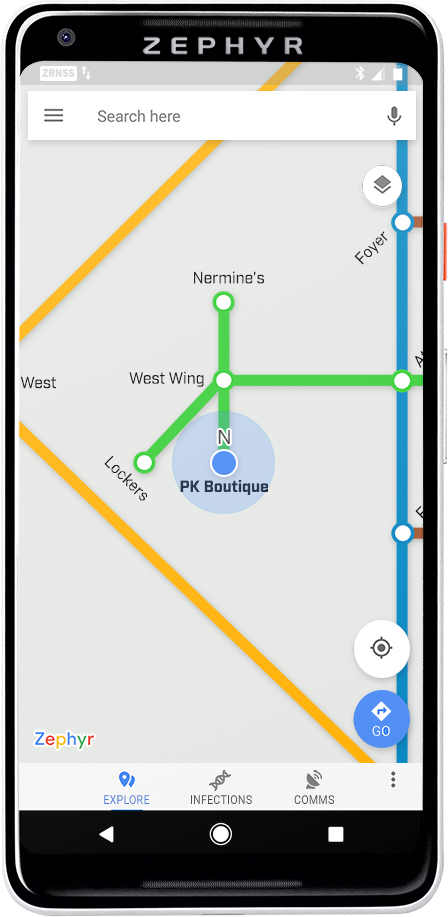 ZEPHYR
ZRNSS
Search here
Foyer
Nermine's
West
West Wing
N
Lockers
PK Boutique
Zephyr
GO
EXPLORE
INFECTIONS
COMMS